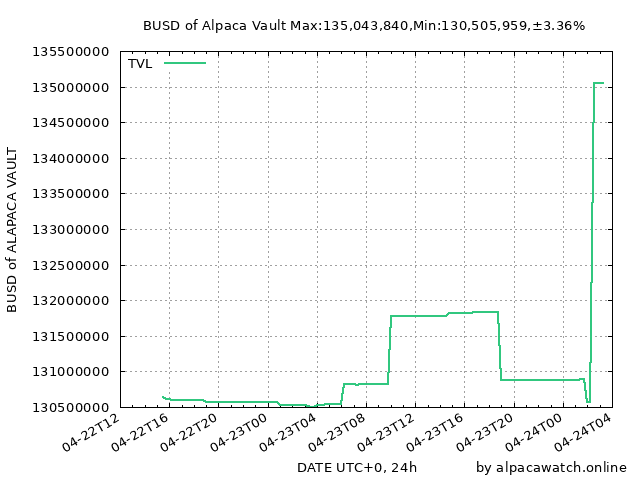 BUSD of Alpaca Vault Max:135,043,840,Min:130,505,959,±3.36%
TVL
135500000
135000000
134500000
134000000
133500000
133000000
132500000
132000000
131500000
131000000
130500000
BUSD of ALAPACA VAULT
04-22T12
04-22T16
04-22T20
04-23T00
04-23T04
04-23T08
04-23T12
04-23T16
04-23T20
04-24T00
04-24T04
DATE UTC+0, 24h
by alpacawatch.online